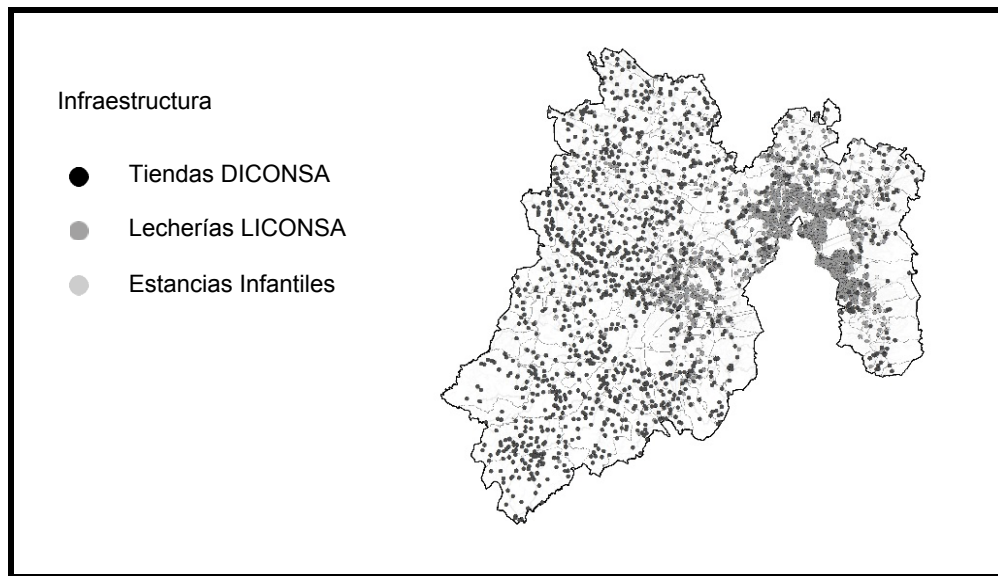 Infraestructura
Tiendas DICONSA
Lecherías LICONSA
Estancias Infantiles